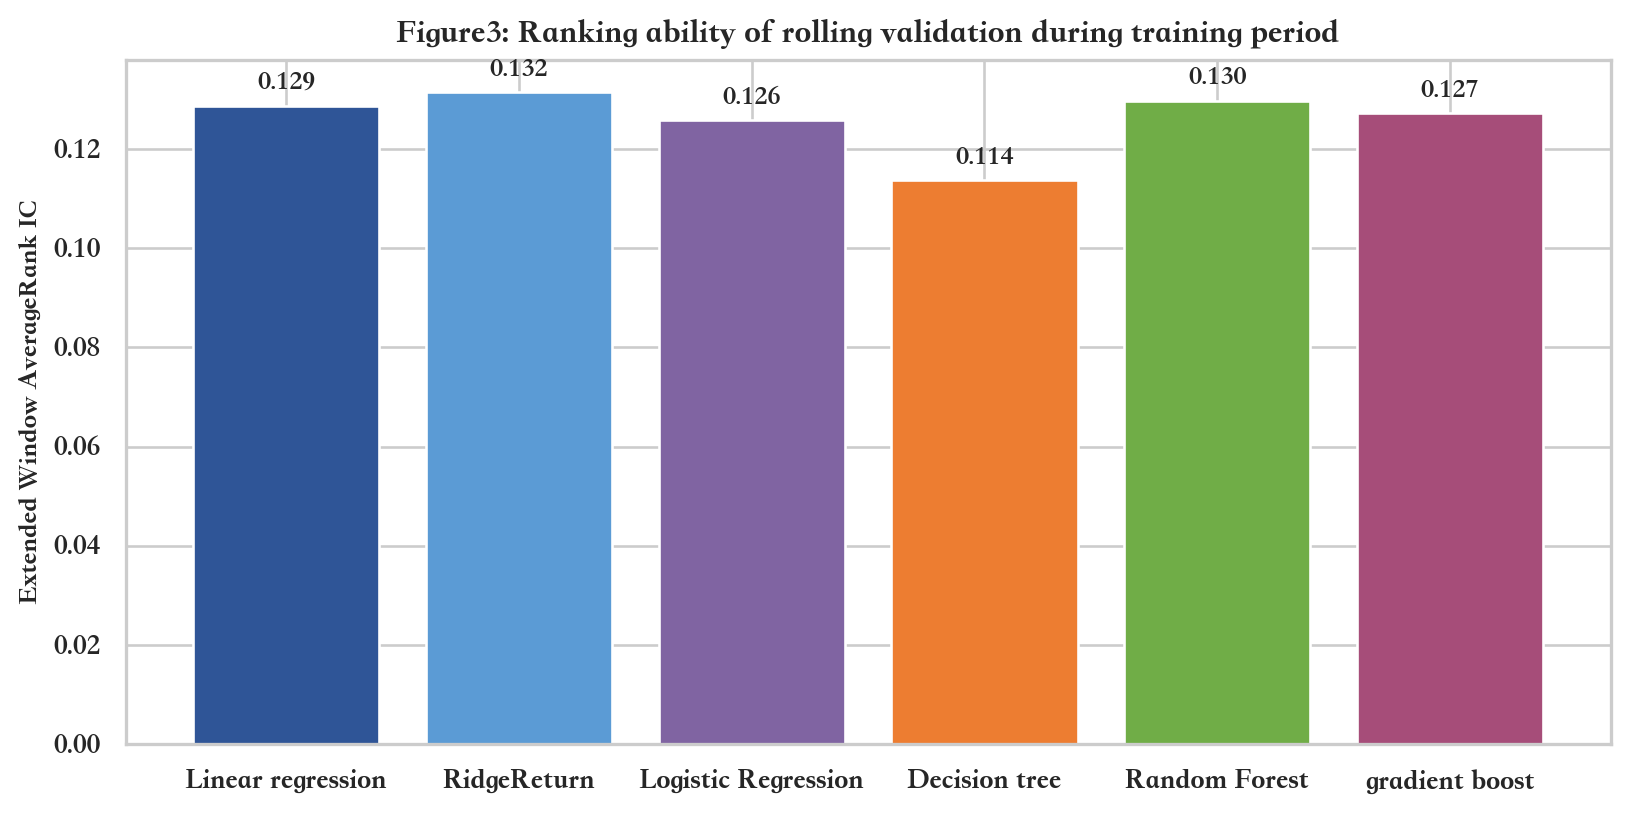 Figure3: Ranking ability of rolling validation during training period
Extended Window AverageRank IC
0.12
0.10
0.08
0.06
0.04
0.02
0.00
0.129
0.132
0.126
0.114
0.130
0.127
Linear regression
RidgeReturn
Logistic Regression
Decision tree
Random Forest
gradient boost